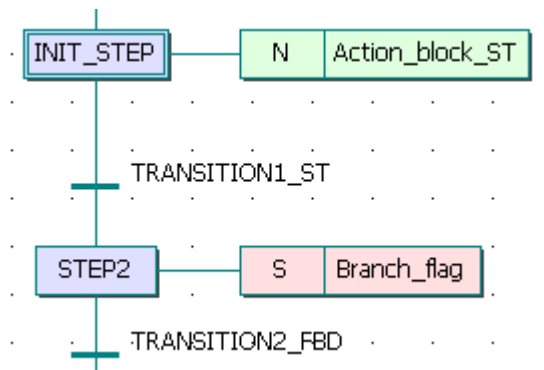 INIT_STEP N Action_block_ST
TRANSITION1_ST
STEP2 S Branch_flag
TRANSITION2_FBD